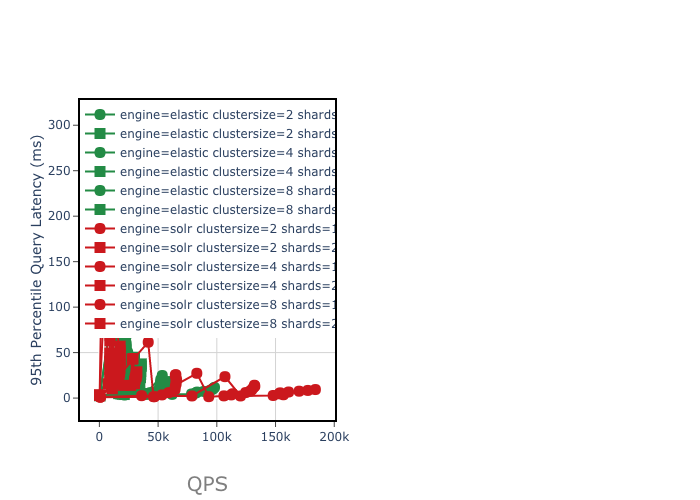 engine=elastic clustersize=2 shards
engine=elastic clustersize=2 shards
engine=elastic clustersize=4 shards
engine=elastic clustersize=4 shards
engine=elastic clustersize=8 shards
engine=elastic clustersize=8 shards
engine=solr clustersize=2 shards=1
engine=solr clustersize=2 shards=2
engine=solr clustersize=4 shards=1
engine=solr clustersize=4 shards=2
engine=solr clustersize=8 shards=1
engine=solr clustersize=8 shards=2
95th Percentile Query Latency (ms)
300
250
200
150
100
50
0
0 50k 100k 150k 200k
QPS